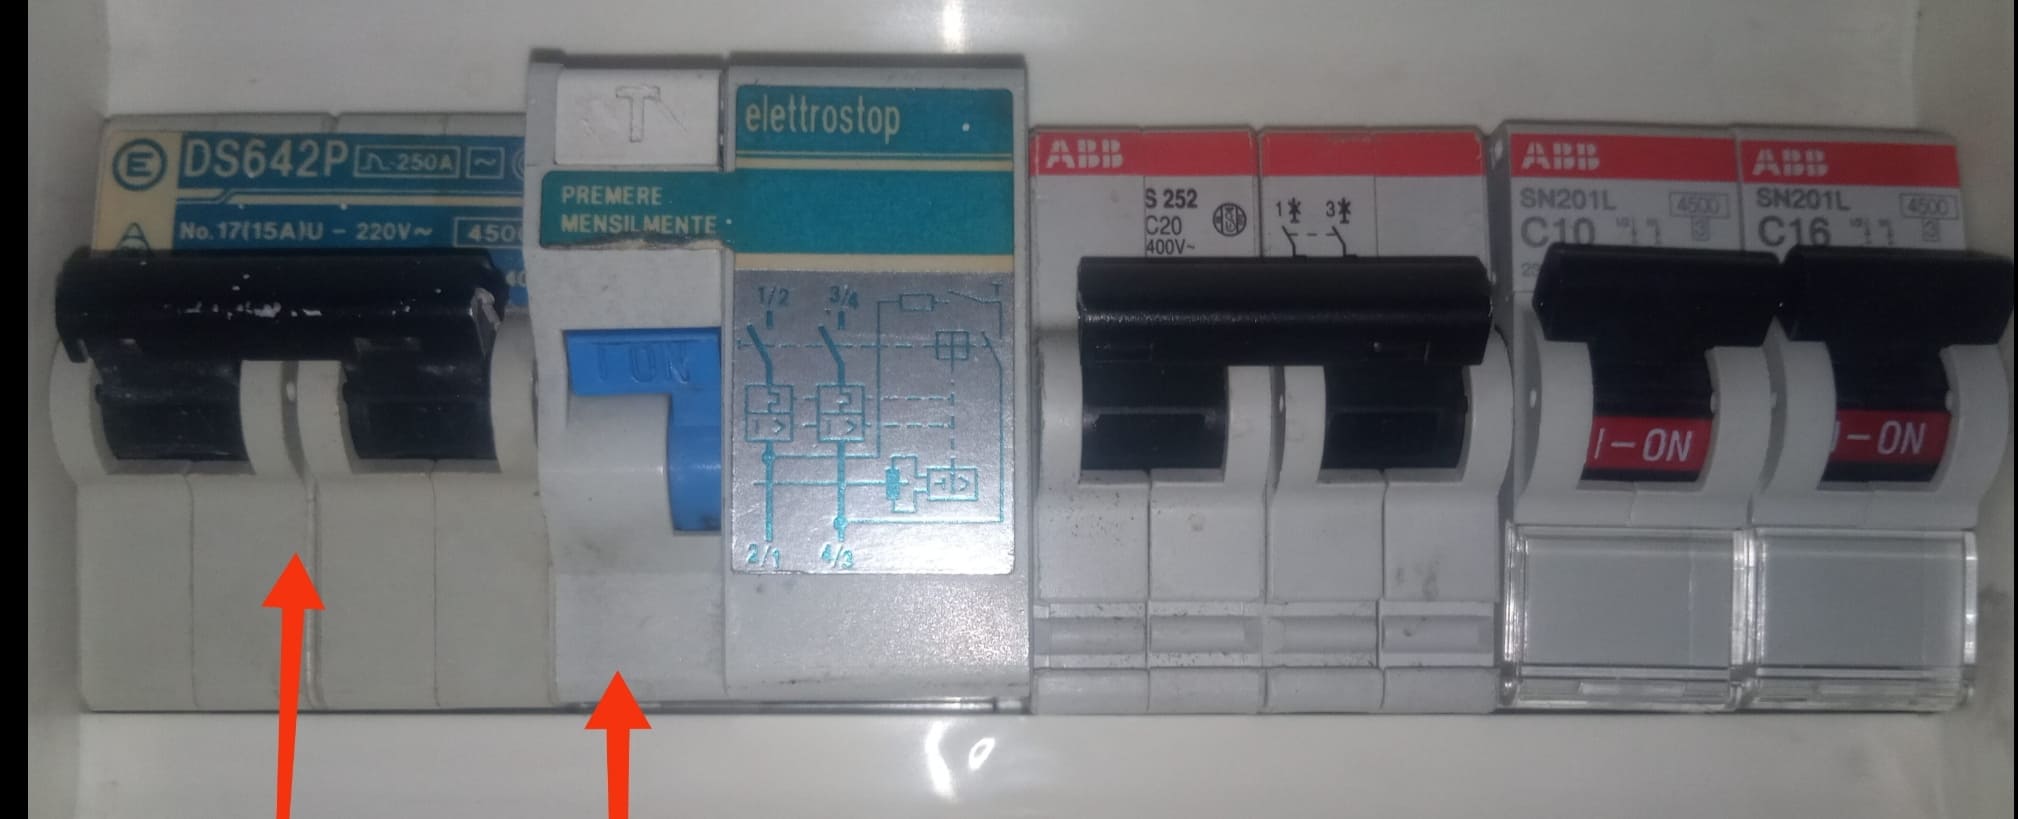 DS642P 250A ~
No.17(15A)U - 220V~ 450
T
PREMERE
MENSILMENTE
I ON
elettrostop
1/2 3/4 T
2/1 4/3
ABB
S 252
C20
400V~
1 3
ABB
SN201L 4500
C10 3
I-ON
ABB
SN201L 4500
C16 3
I-ON